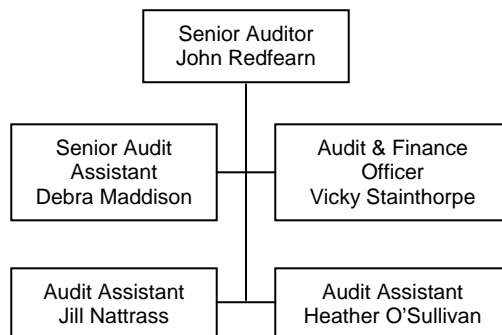 Senior Auditor
John Redfearn
Senior Audit
Assistant
Debra Maddison
Audit & Finance
Officer
Vicky Stainthorpe
Audit Assistant
Jill Nattrass
Audit Assistant
Heather O’Sullivan